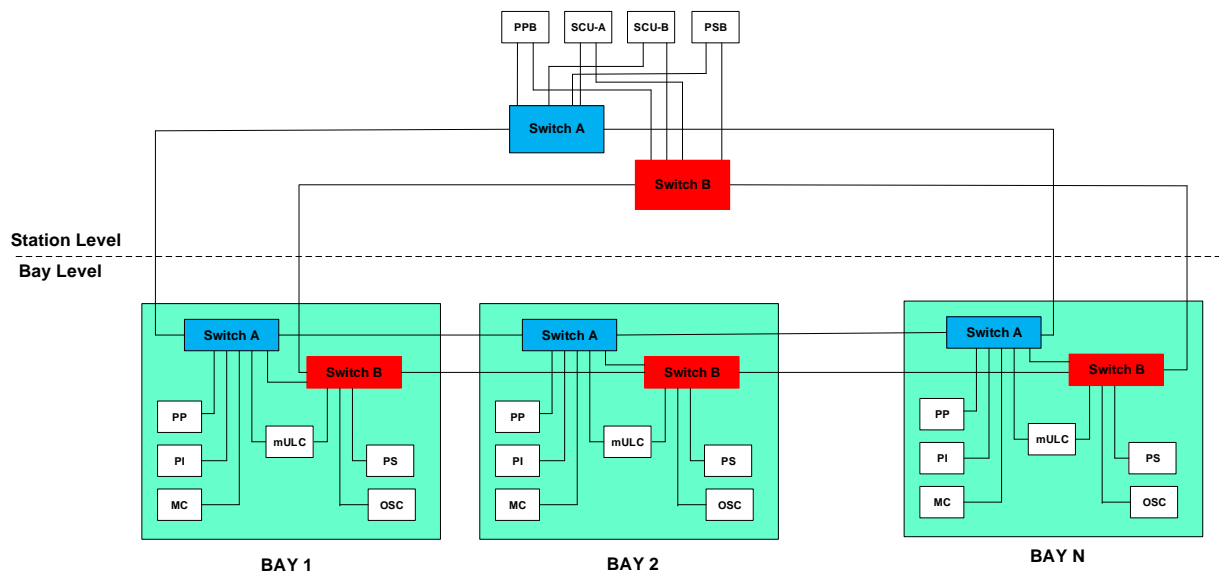 PPB SCU-A SCU-B PSB
Switch A
Switch B
Station Level
Bay Level
Switch A Switch A Switch A
Switch B Switch B Switch B
PP mULC PP mULC PP mULC
PI PS PI PS PI PS
MC OSC MC OSC MC OSC
BAY 1 BAY 2 BAY N